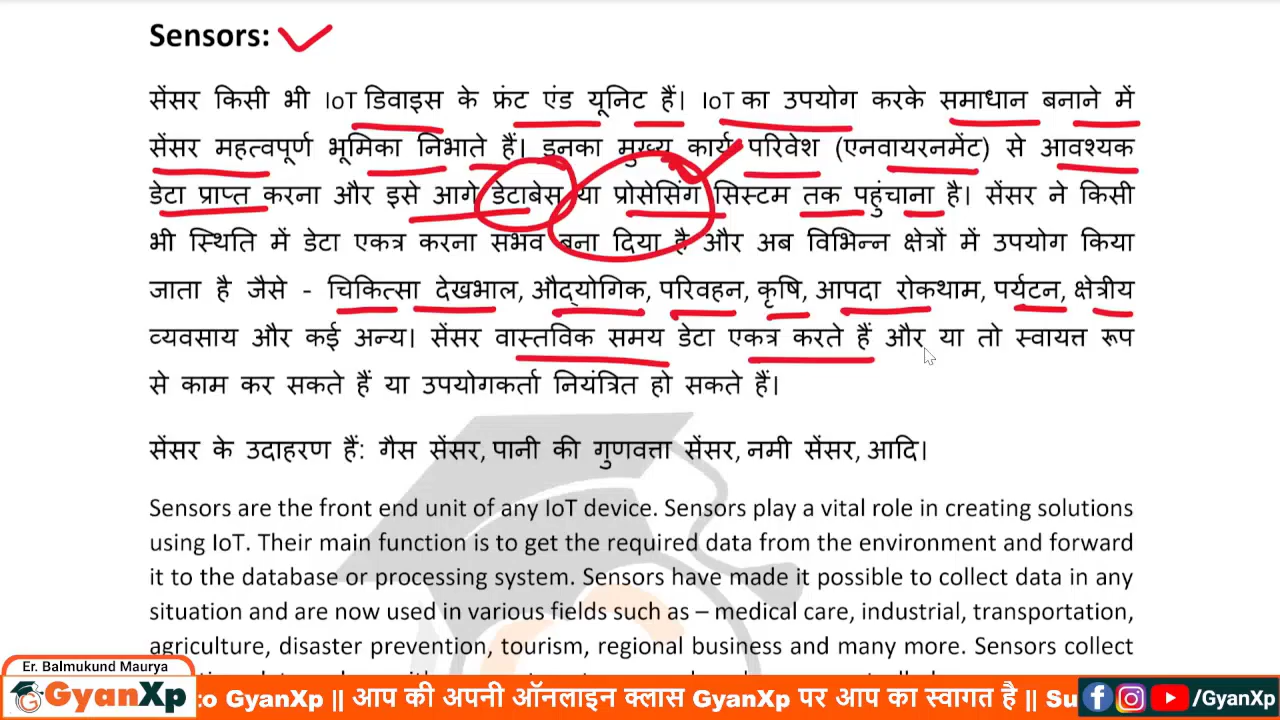 Sensors:
सेंसर किसी भी IoT डिवाइस के फ्रंट एंड यूनिट हैं। IoT का उपयोग करके समाधान बनाने में
सेंसर महत्वपूर्ण भूमिका निभाते हैं। इनका मुख्य कार्य परिवेश (एनवायरनमेंट) से आवश्यक
डेटा प्राप्त करना और इसे आगे डेटाबेस या प्रोसेसिंग सिस्टम तक पहुंचाना है। सेंसर ने किसी
भी स्थिति में डेटा एकत्र करना संभव बना दिया है और अब विभिन्न क्षेत्रों में उपयोग किया
जाता है जैसे - चिकित्सा देखभाल, औद्योगिक, परिवहन, कृषि, आपदा रोकथाम, पर्यटन, क्षेत्रीय
व्यवसाय और कई अन्य। सेंसर वास्तविक समय डेटा एकत्र करते हैं और या तो स्वायत्त रूप
से काम कर सकते हैं या उपयोगकर्ता नियंत्रित हो सकते हैं।
सेंसर के उदाहरण हैं: गैस सेंसर, पानी की गुणवत्ता सेंसर, नमी सेंसर, आदि।
Sensors are the front end unit of any IoT device. Sensors play a vital role in creating solutions
using IoT. Their main function is to get the required data from the environment and forward
it to the database or processing system. Sensors have made it possible to collect data in any
situation and are now used in various fields such as – medical care, industrial, transportation,
agriculture, disaster prevention, tourism, regional business and many more. Sensors collect
Er. Balmukund Maurya
GyanXp
to GyanXp || आप की अपनी ऑनलाइन क्लास GyanXp पर आप का स्वागत है || Su
/GyanXp